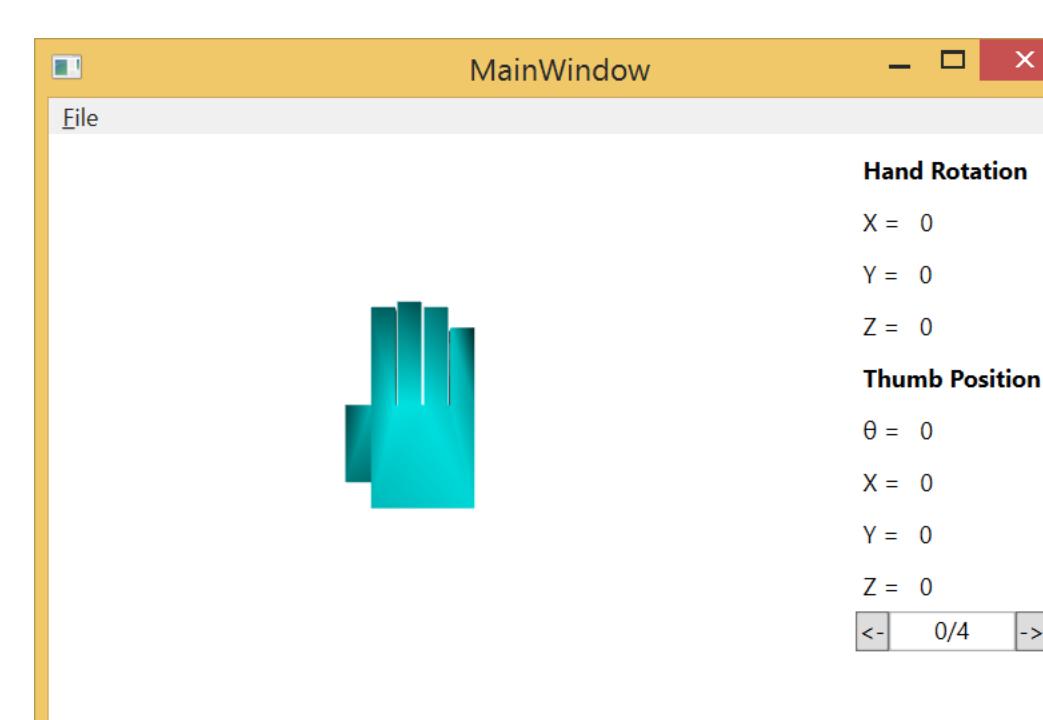 MainWindow
File
Hand Rotation
X = 0
Y = 0
Z = 0
Thumb Position
θ = 0
X = 0
Y = 0
Z = 0
<- 0/4 ->